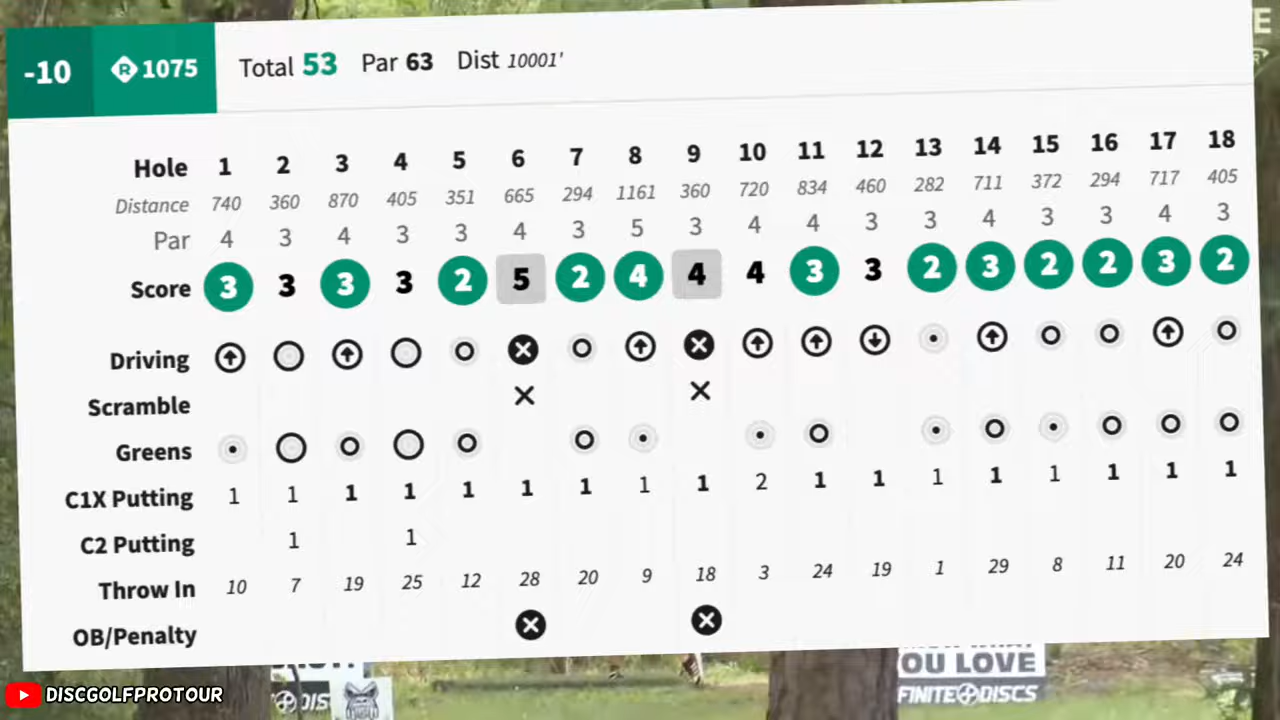 -10 R 1075 Total 53 Par 63 Dist 10001'
Hole 1 2 3 4 5 6 7 8 9 10 11 12 13 14 15 16 17 18
Distance 740 360 870 405 351 665 294 1161 360 720 834 460 282 711 372 294 717 405
Par 4 3 4 3 3 4 3 5 3 4 4 3 3 4 3 3 4 3
Score 3 3 3 3 2 5 2 4 4 4 3 3 2 3 2 2 3 2
Driving
Scramble
Greens
C1X Putting 1 1 1 1 1 1 1 1 1 2 1 1 1 1 1 1 1 1
C2 Putting 1 1
Throw In 10 7 19 25 12 28 20 9 18 3 24 19 1 29 8 11 20 24
OB/Penalty
OU LOVE
FINITE DISCS
DISCGOLFPROTOUR